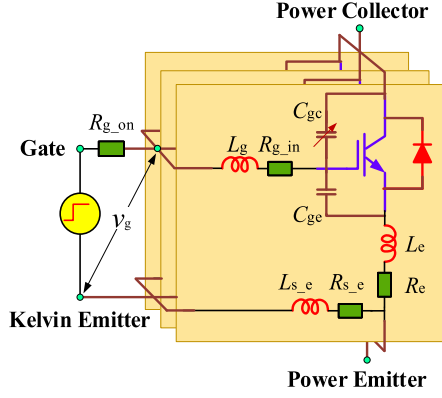 Power Collector
Rg_on
Cgc
Gate
Lg
Rg_in
vg
Cge
Le
Ls_e
Rs_e
Re
Kelvin Emitter
Power Emitter